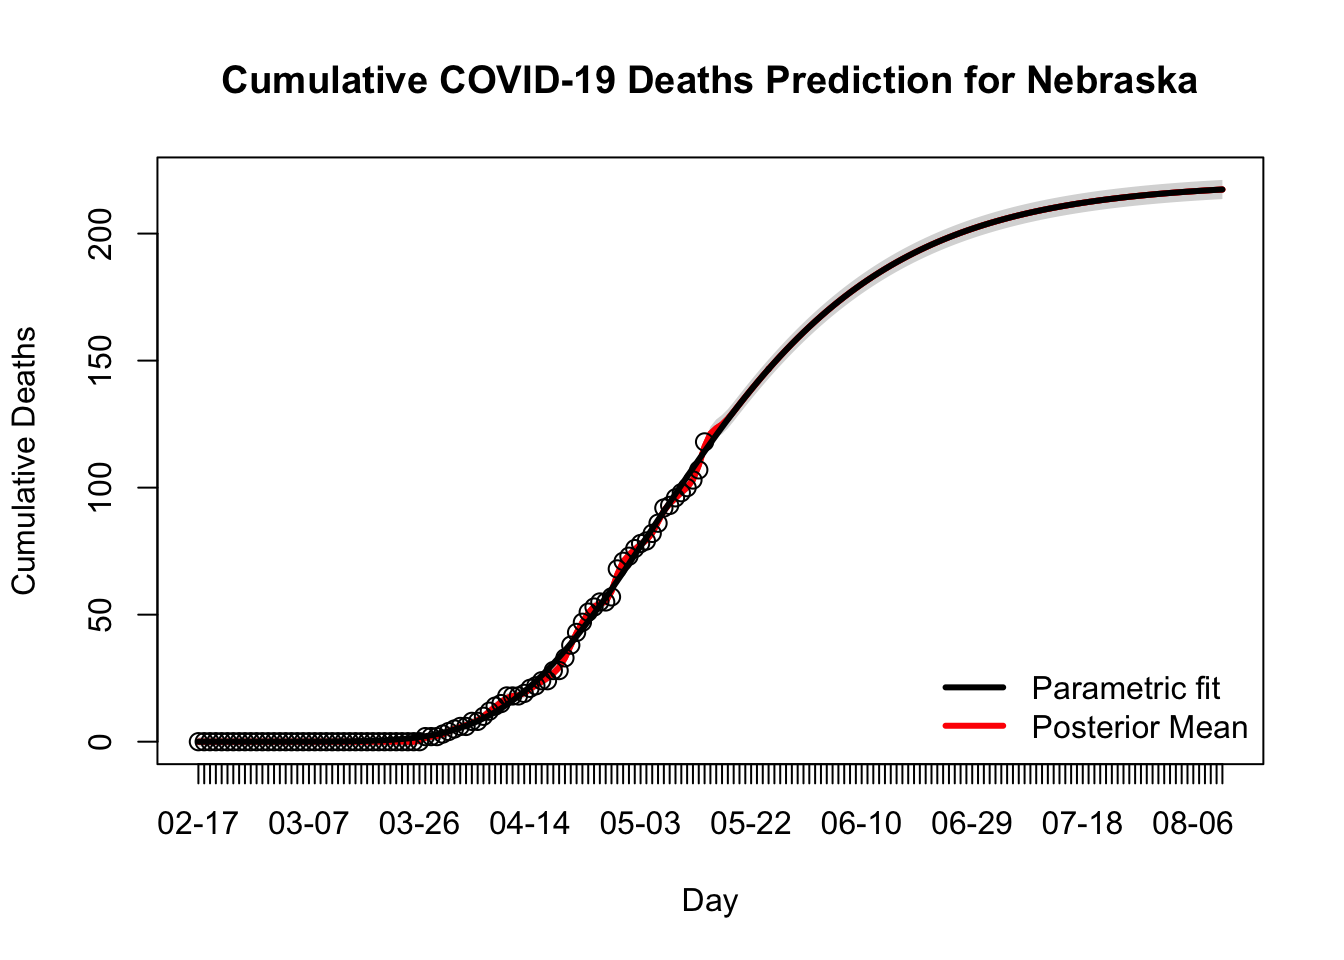 Cumulative COVID-19 Deaths Prediction for Nebraska
Cumulative Deaths
200
150
100
50
0
Parametric fit
Posterior Mean
02-17 03-07 03-26 04-14 05-03 05-22 06-10 06-29 07-18 08-06
Day